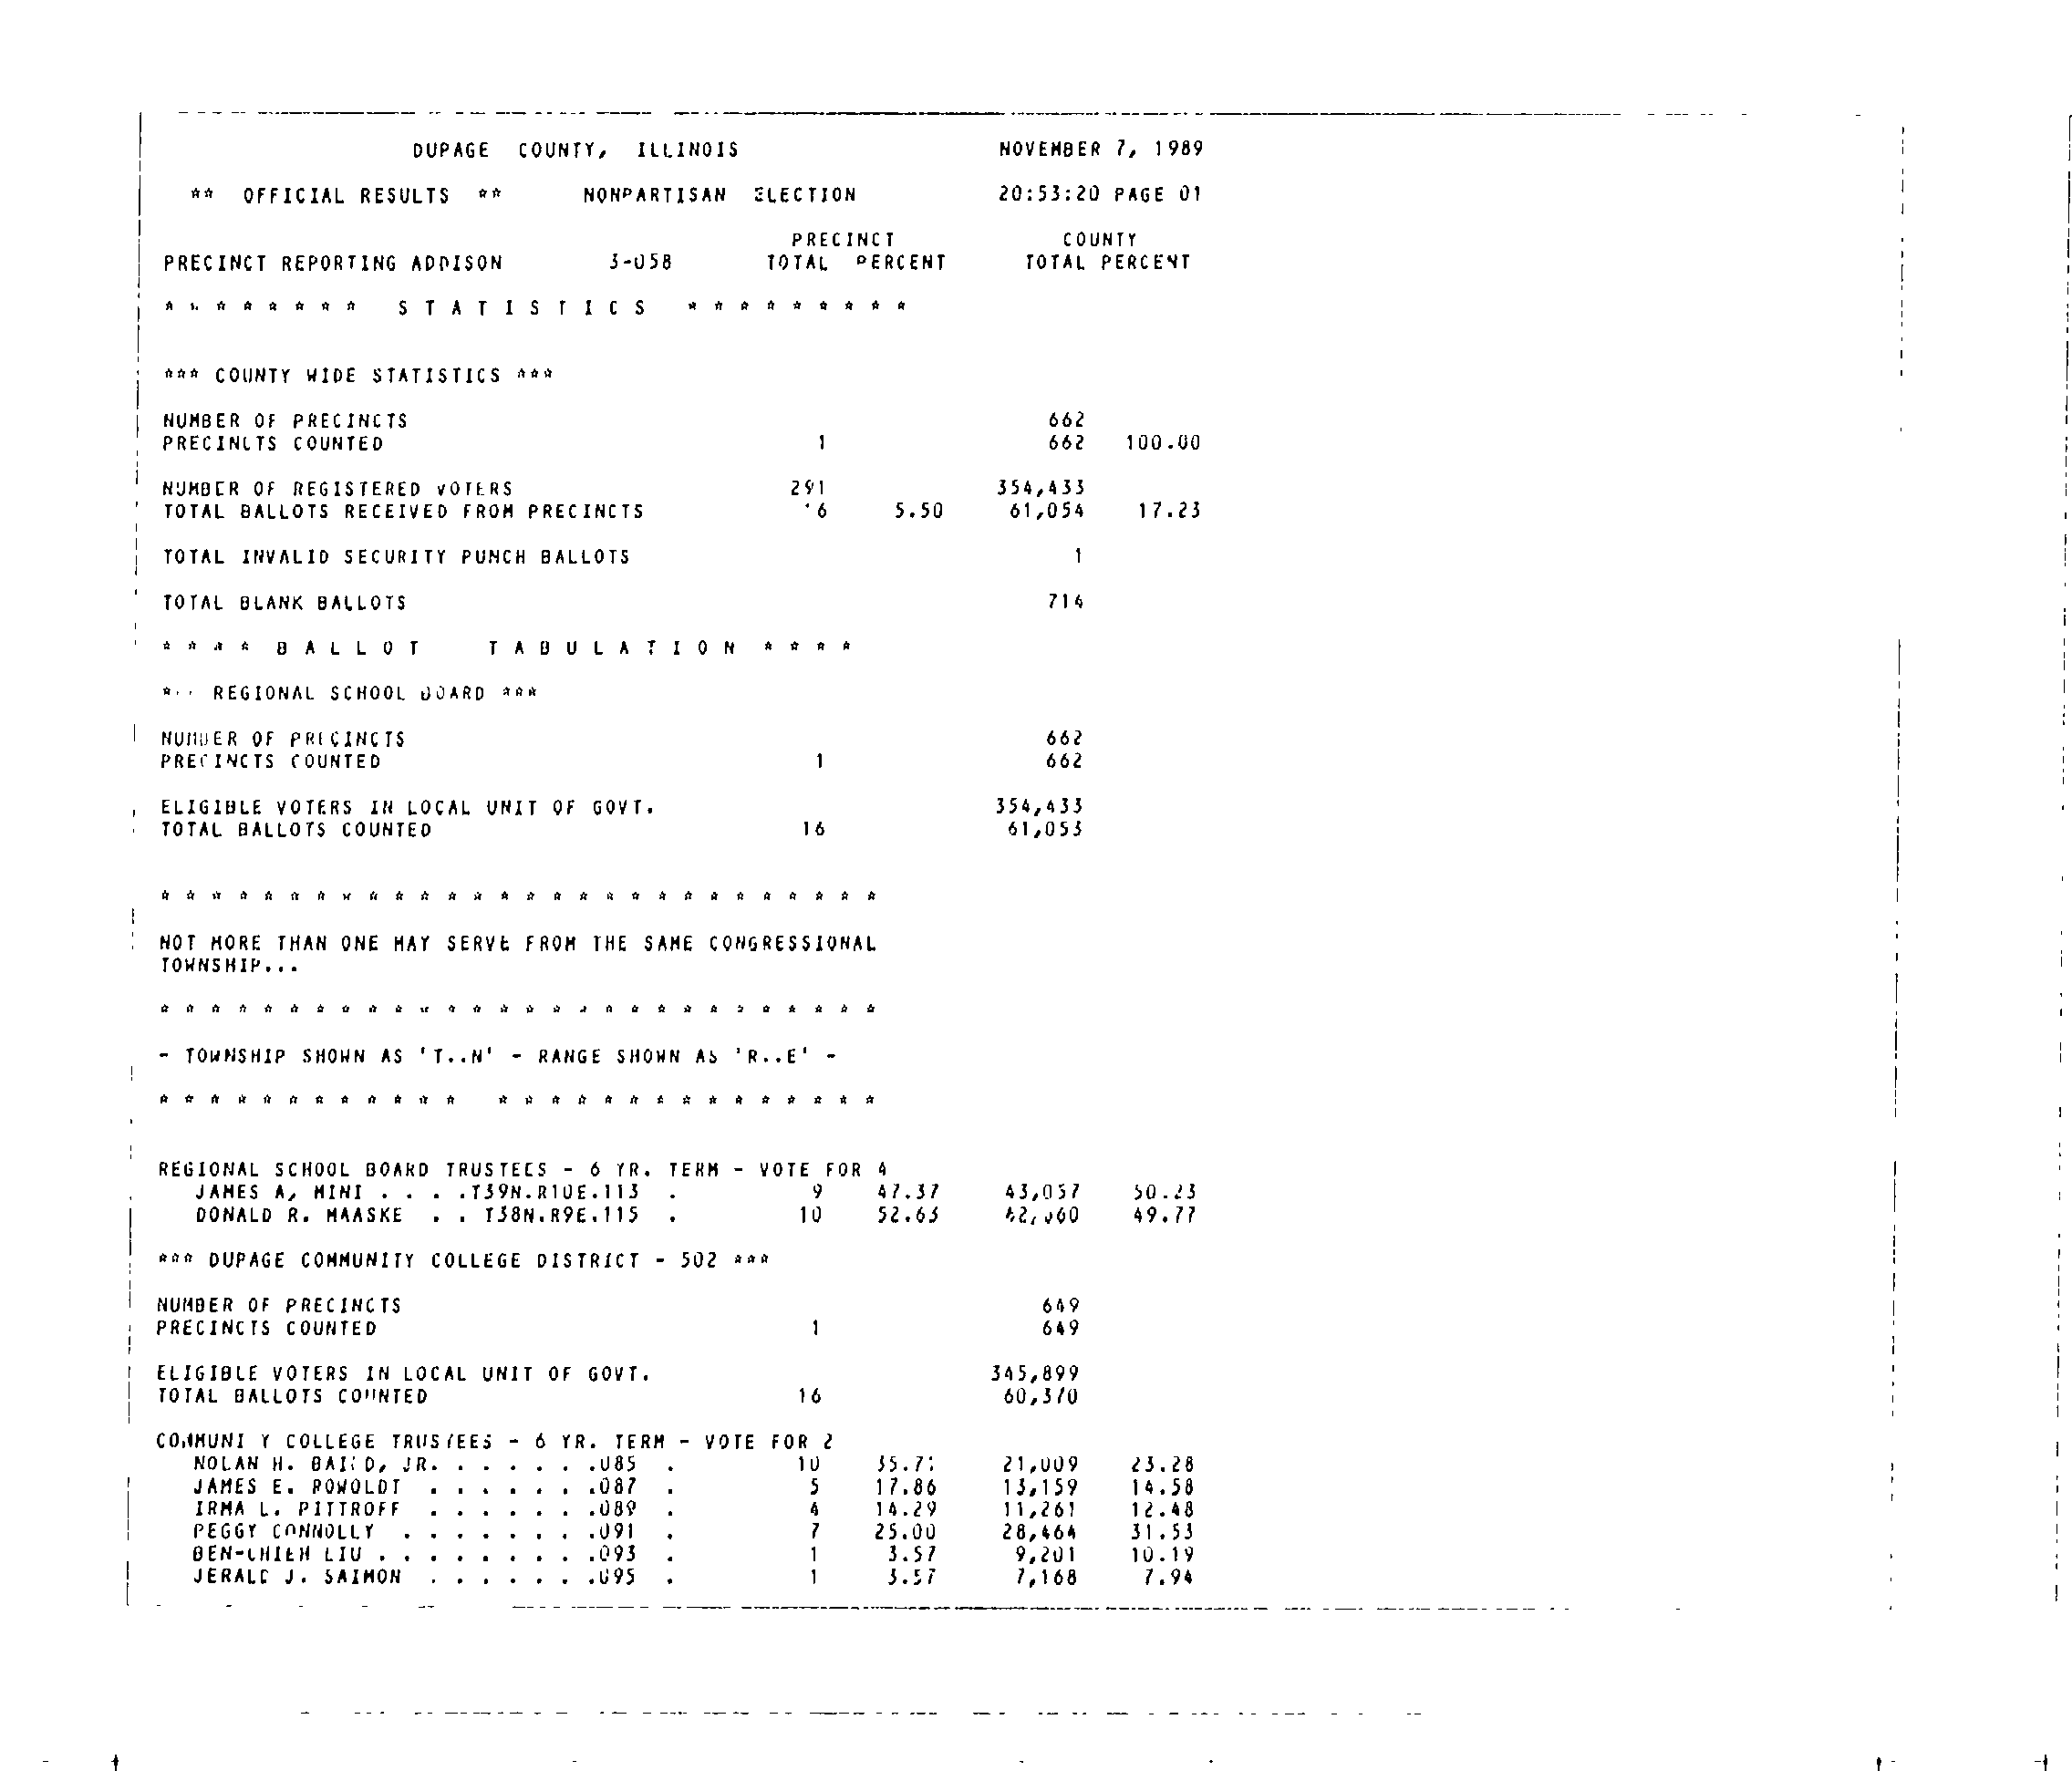 DUPAGE COUNTY, ILLINOIS NOVEMBER 7, 1989
** OFFICIAL RESULTS ** NONPARTISAN ELECTION 20:53:20 PAGE 01
PRECINCT COUNTY
PRECINCT REPORTING ADDISON 3-058 TOTAL PERCENT TOTAL PERCENT
* * * * * * * * S T A T I S T I C S * * * * * * * * *
*** COUNTY WIDE STATISTICS ***
NUMBER OF PRECINCTS 662
PRECINCTS COUNTED 1 662 100.00
NUMBER OF REGISTERED VOTERS 291 354,433
TOTAL BALLOTS RECEIVED FROM PRECINCTS 16 5.50 61,054 17.23
TOTAL INVALID SECURITY PUNCH BALLOTS 1
TOTAL BLANK BALLOTS 714
* * * * B A L L O T T A B U L A T I O N * * * *
*** REGIONAL SCHOOL BOARD ***
NUMBER OF PRECINCTS 662
PRECINCTS COUNTED 1 662
ELIGIBLE VOTERS IN LOCAL UNIT OF GOVT. 354,433
TOTAL BALLOTS COUNTED 16 61,053
* * * * * * * * * * * * * * * * * * * * * * * * * * * *
NOT MORE THAN ONE MAY SERVE FROM THE SAME CONGRESSIONAL
TOWNSHIP...
* * * * * * * * * * * * * * * * * * * * * * * * * * * *
- TOWNSHIP SHOWN AS 'T..N' - RANGE SHOWN AS 'R..E' -
* * * * * * * * * * * * * * * * * * * * * * * * * * *
REGIONAL SCHOOL BOARD TRUSTEES - 6 YR. TERM - VOTE FOR 4
JAMES A. MINI . . . .T39N.R10E.113 . 9 47.37 43,057 50.23
DONALD R. MAASKE . . T38N.R9E.115 . 10 52.63 42,660 49.77
*** DUPAGE COMMUNITY COLLEGE DISTRICT - 502 ***
NUMBER OF PRECINCTS 649
PRECINCTS COUNTED 1 649
ELIGIBLE VOTERS IN LOCAL UNIT OF GOVT. 345,899
TOTAL BALLOTS COUNTED 16 60,370
COMMUNITY COLLEGE TRUSTEES - 6 YR. TERM - VOTE FOR 2
NOLAN H. BAIRD, JR. . . . . . .085 . 10 35.71 21,009 23.28
JAMES E. ROWOLDT . . . . . . .087 . 5 17.86 13,159 14.58
IRMA L. PITTROFF . . . . . . .089 . 4 14.29 11,261 12.48
PEGGY CONNOLLY . . . . . . . .091 . 7 25.00 28,464 31.53
BEN-CHIEH LIU . . . . . . . . .093 . 1 3.57 9,201 10.19
JERALD J. SAIMON . . . . . . .095 . 1 3.57 7,168 7.94